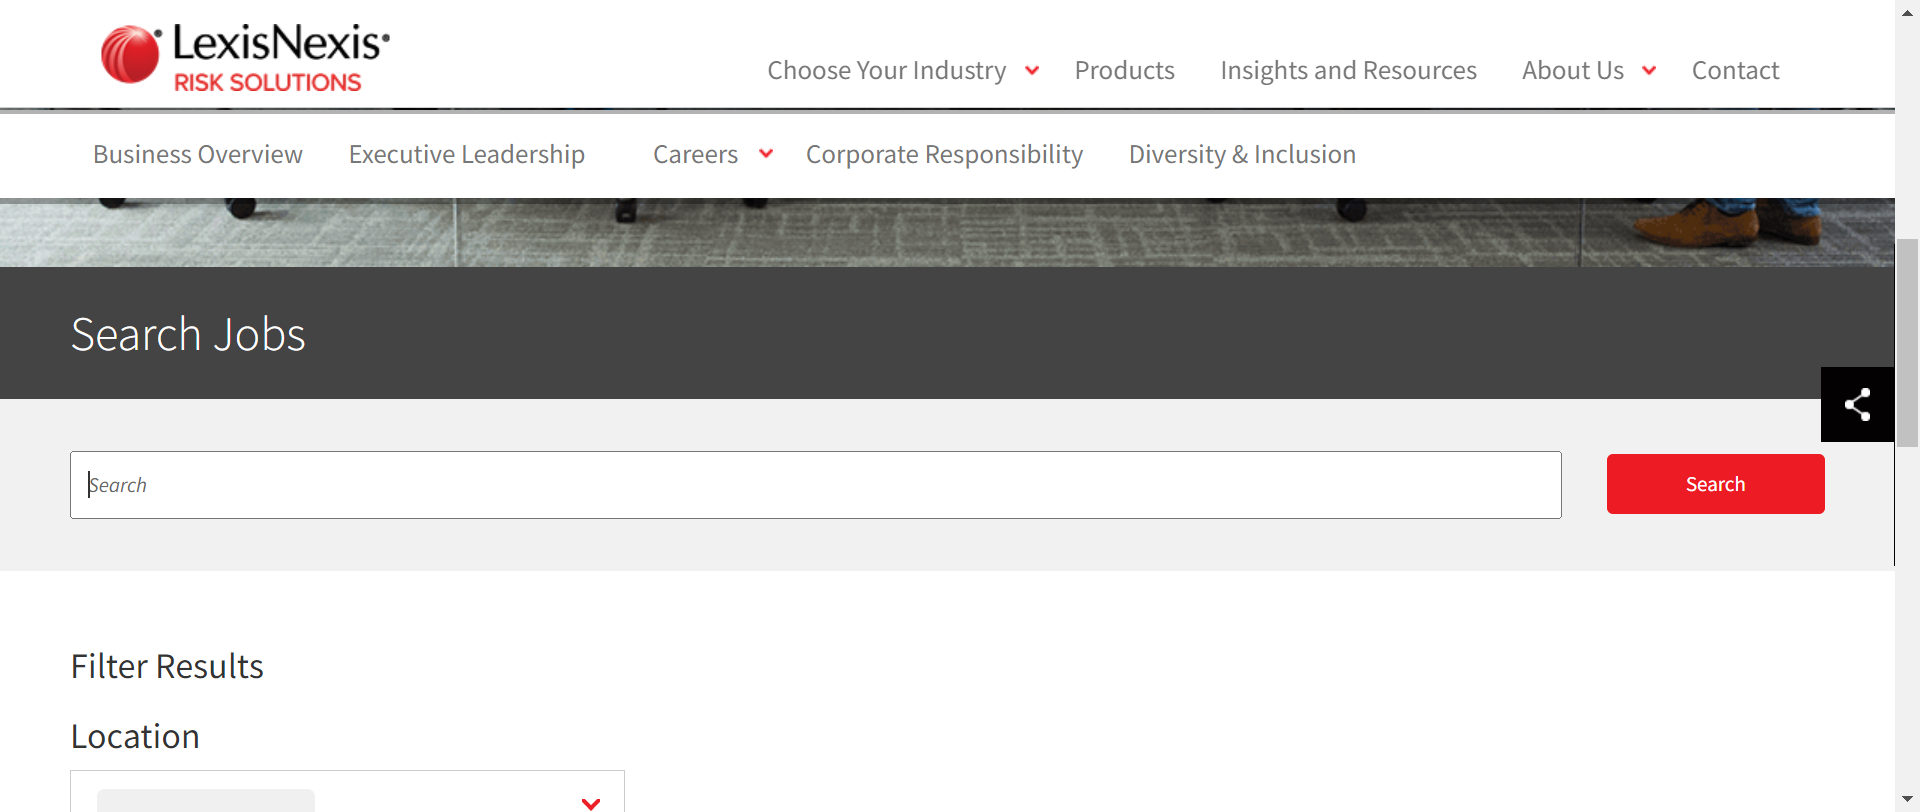 LexisNexis
RISK SOLUTIONS
Choose Your Industry
Products
Insights and Resources
About Us
Contact
Business Overview
Executive Leadership
Careers
Corporate Responsibility
Diversity & Inclusion
Search Jobs
Search
Search
Filter Results
Location